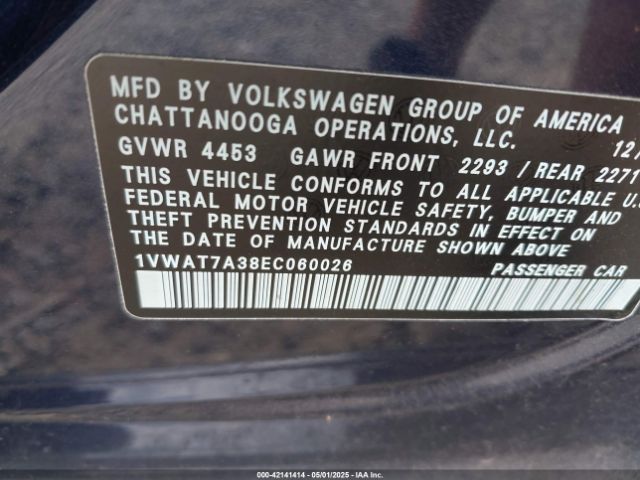 MFD BY VOLKSWAGEN GROUP OF AMERICA
CHATTANOOGA OPERATIONS, LLC. 12/
GVWR 4453 GAWR FRONT 2293 / REAR 2271
THIS VEHICLE CONFORMS TO ALL APPLICABLE U.S
FEDERAL MOTOR VEHICLE SAFETY, BUMPER AND
THEFT PREVENTION STANDARDS IN EFFECT ON
THE DATE OF MANUFACTURE SHOWN ABOVE
1VWAT7A38EC060026 PASSENGER CAR
000-42141414 - 05/01/2025 - IAA Inc.